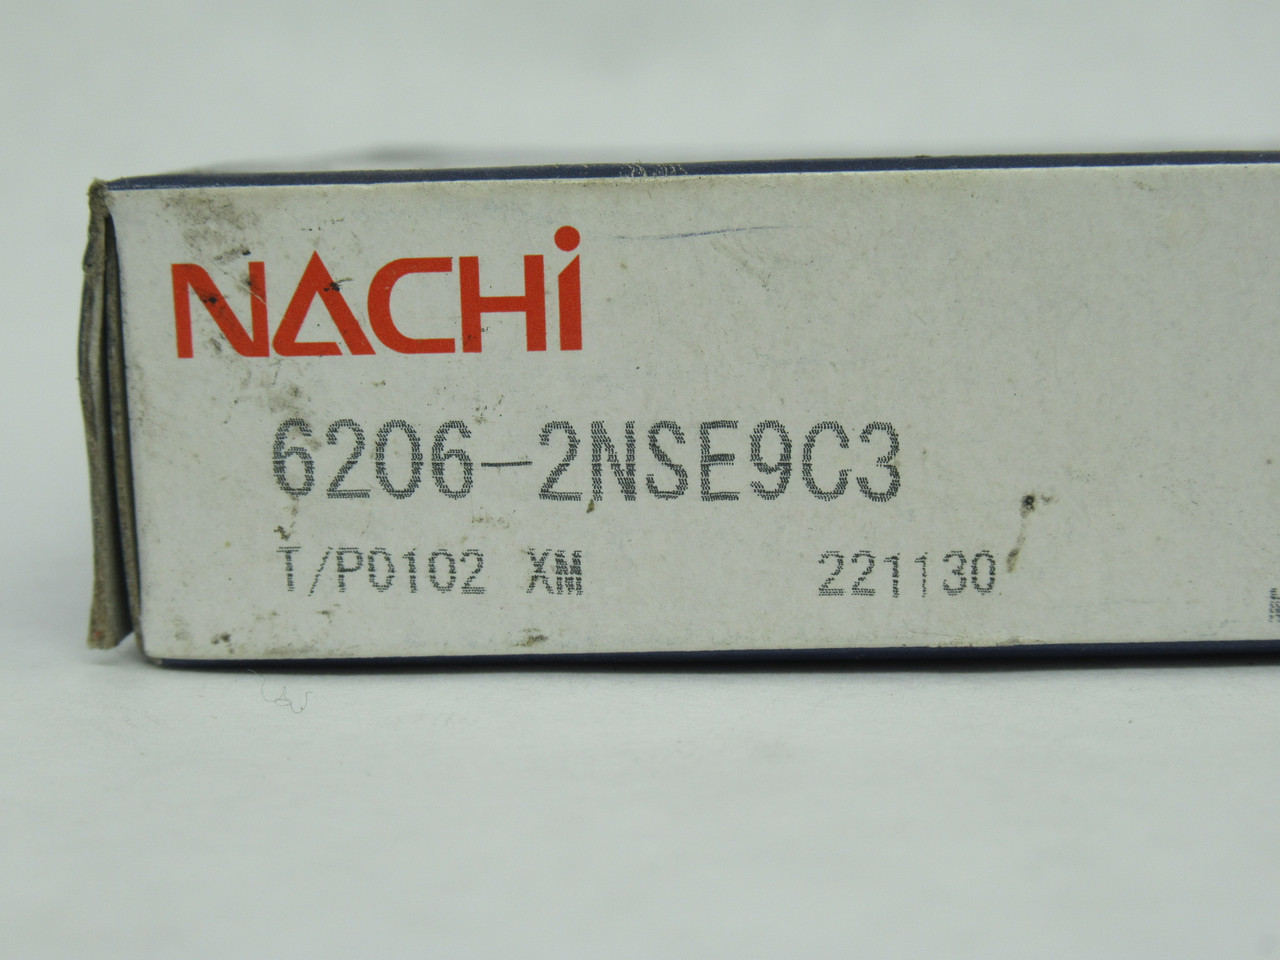 NACHi
6206-2NSE9C3
T/P0102 XM 221130